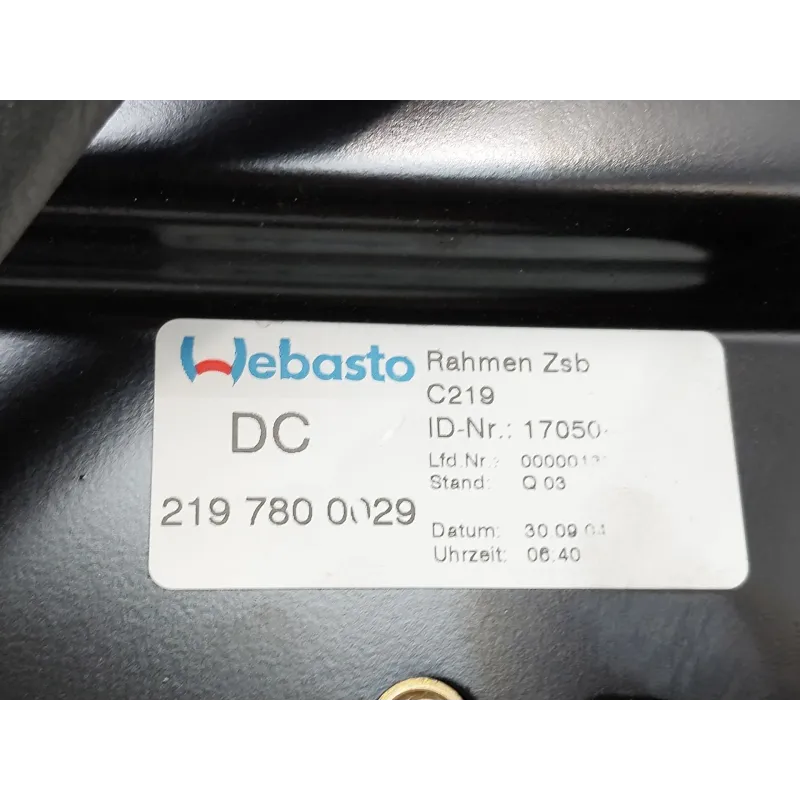 Webasto
DC
219 780 0029
Rahmen Zsb
C219
ID-Nr.: 17050
Lfd.Nr.:
Stand: Q 03
Datum: 30.09.04
Uhrzeit: 06:40